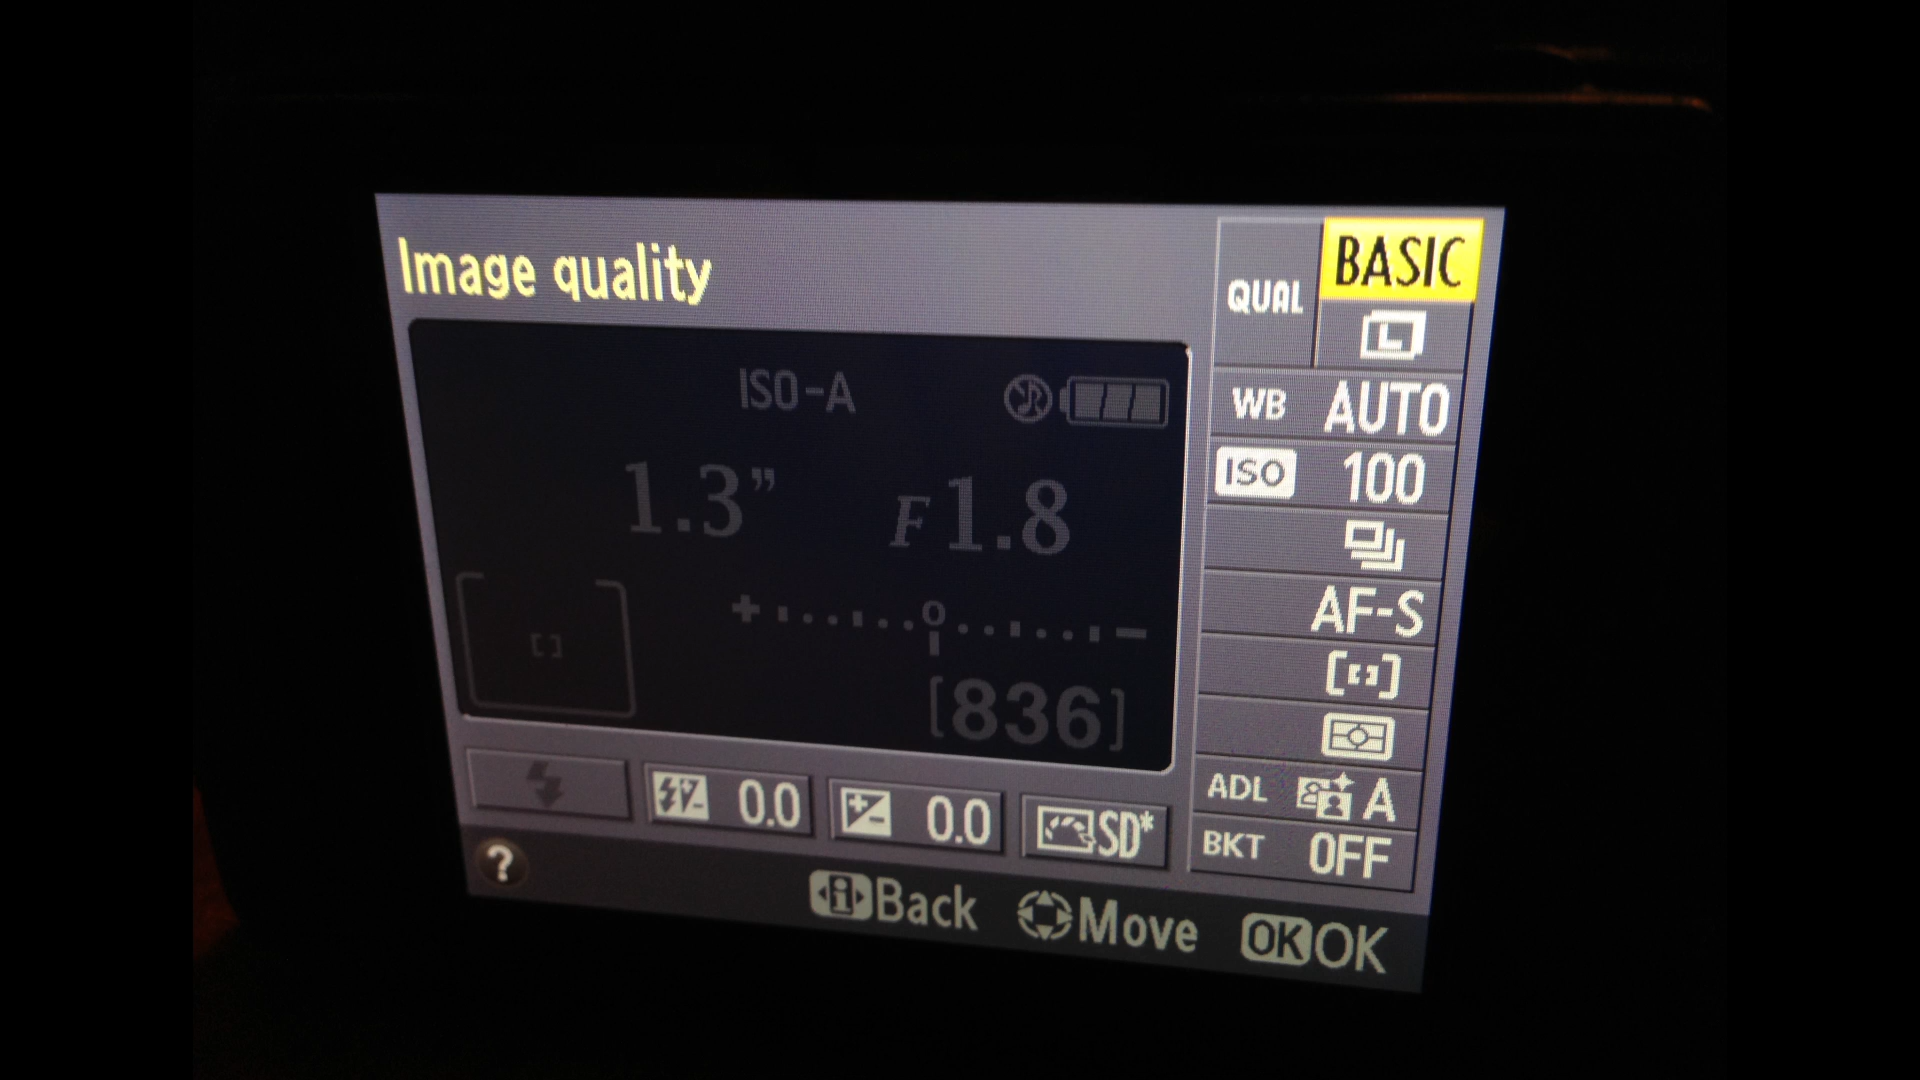 Image quality
QUAL BASIC
L
ISO-A
WB AUTO
1.3” F1.8
ISO 100
+ 0 –
AF-S
[836]
ADL A
0.0 0.0 SD*
BKT OFF
? i Back Move OK OK